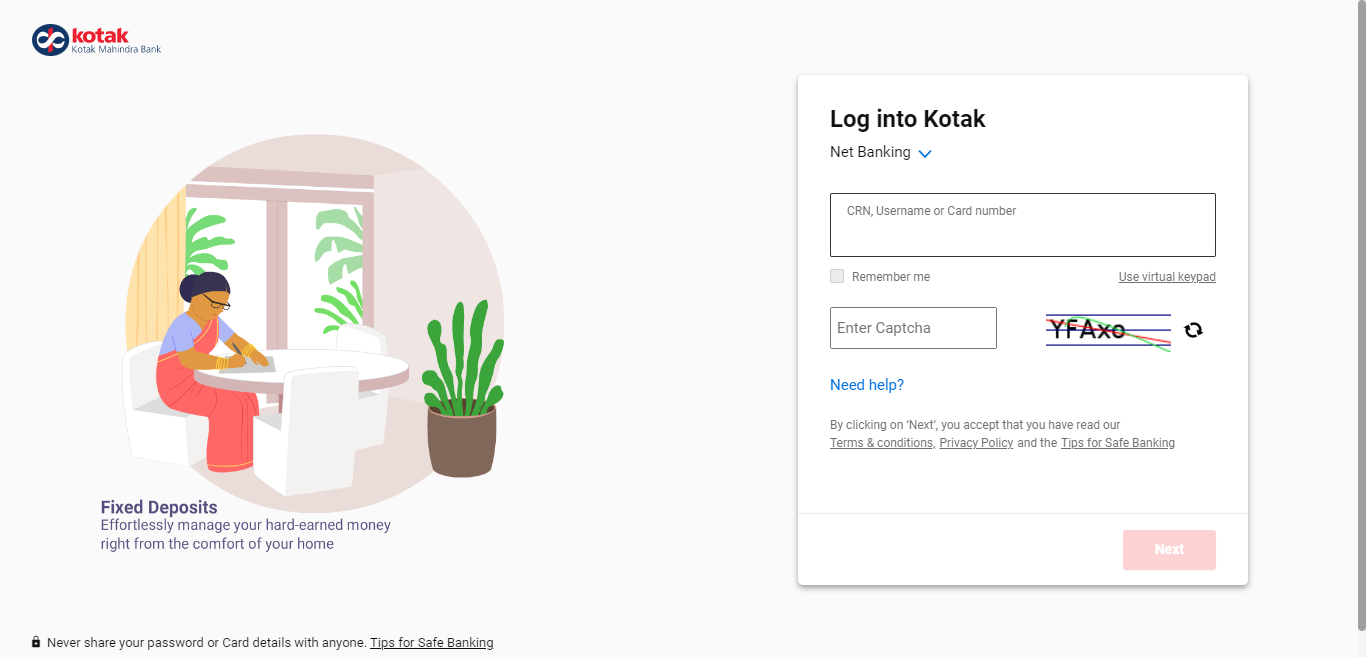 kotak
Kotak Mahindra Bank
Log into Kotak
Net Banking
CRN, Username or Card number
Remember me
Use virtual keypad
Enter Captcha
YFAxo
Need help?
By clicking on ‘Next’, you accept that you have read our
Terms & conditions, Privacy Policy and the Tips for Safe Banking
Next
Fixed Deposits
Effortlessly manage your hard-earned money
right from the comfort of your home
Never share your password or Card details with anyone. Tips for Safe Banking